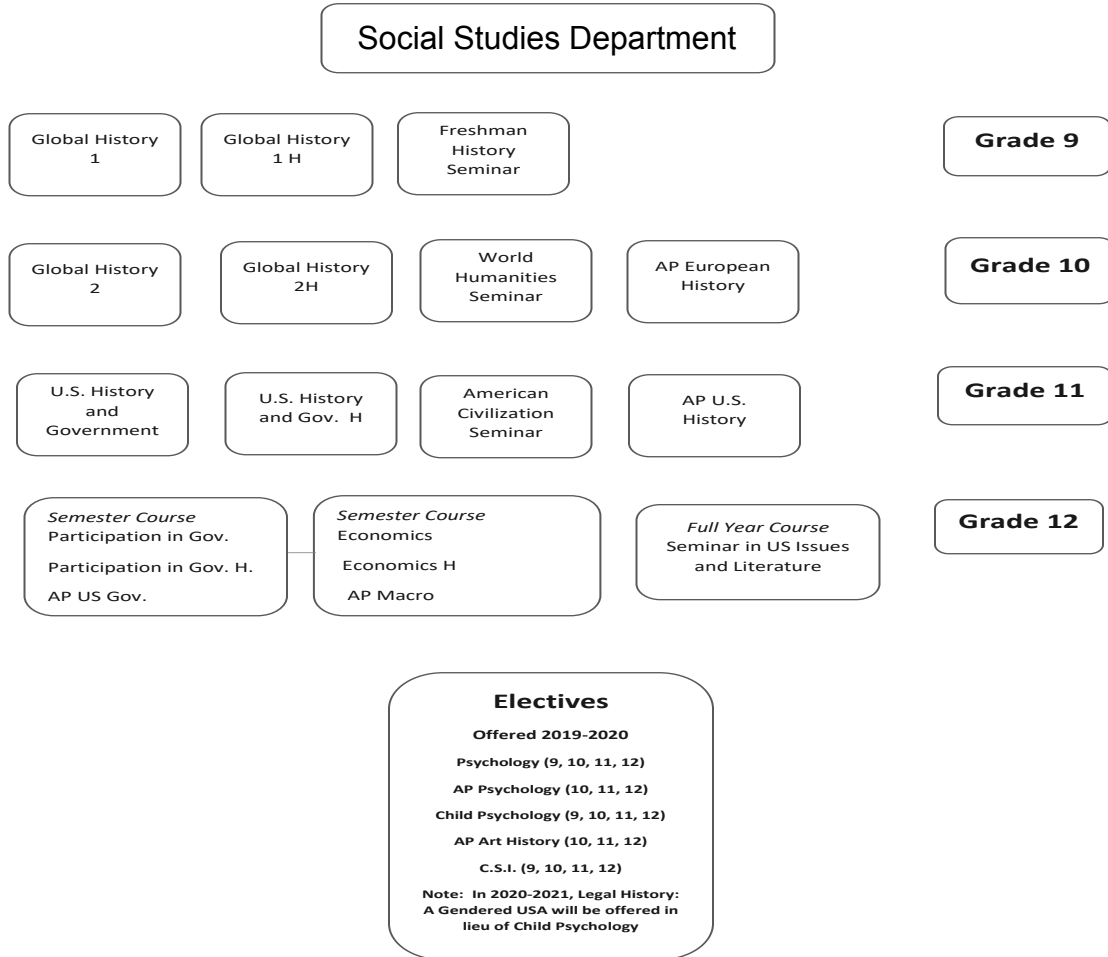 Social Studies Department
Global History
1
Global History
1 H
Freshman
History
Seminar
Grade 9
Global History
2
Global History
2H
World
Humanities
Seminar
AP European
History
Grade 10
U.S. History
and
Government
U.S. History
and Gov.  H
American
Civilization
Seminar
AP U.S.
History
Grade 11
Semester Course
Participation in Gov.
Participation in Gov. H.
AP US Gov.
Semester Course
Economics
Economics H
AP Macro
Full Year Course
Seminar in US Issues
and Literature
Grade 12
Electives
Offered 2019-2020
Psychology (9, 10, 11, 12)
AP Psychology (10, 11, 12)
Child Psychology (9, 10, 11, 12)
AP Art History (10, 11, 12)
C.S.I. (9, 10, 11, 12)
Note:  In 2020-2021, Legal History:
A Gendered USA will be offered in
lieu of Child Psychology